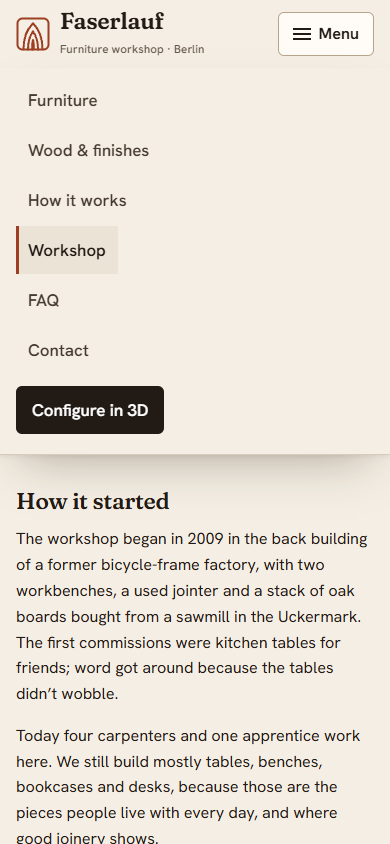 Faserlauf
Furniture workshop · Berlin
Menu
Furniture
Wood & finishes
How it works
Workshop
FAQ
Contact
Configure in 3D
How it started
The workshop began in 2009 in the back building
of a former bicycle-frame factory, with two
workbenches, a used jointer and a stack of oak
boards bought from a sawmill in the Uckermark.
The first commissions were kitchen tables for
friends; word got around because the tables
didn’t wobble.
Today four carpenters and one apprentice work
here. We still build mostly tables, benches,
bookcases and desks, because those are the
pieces people live with every day, and where
good joinery shows.